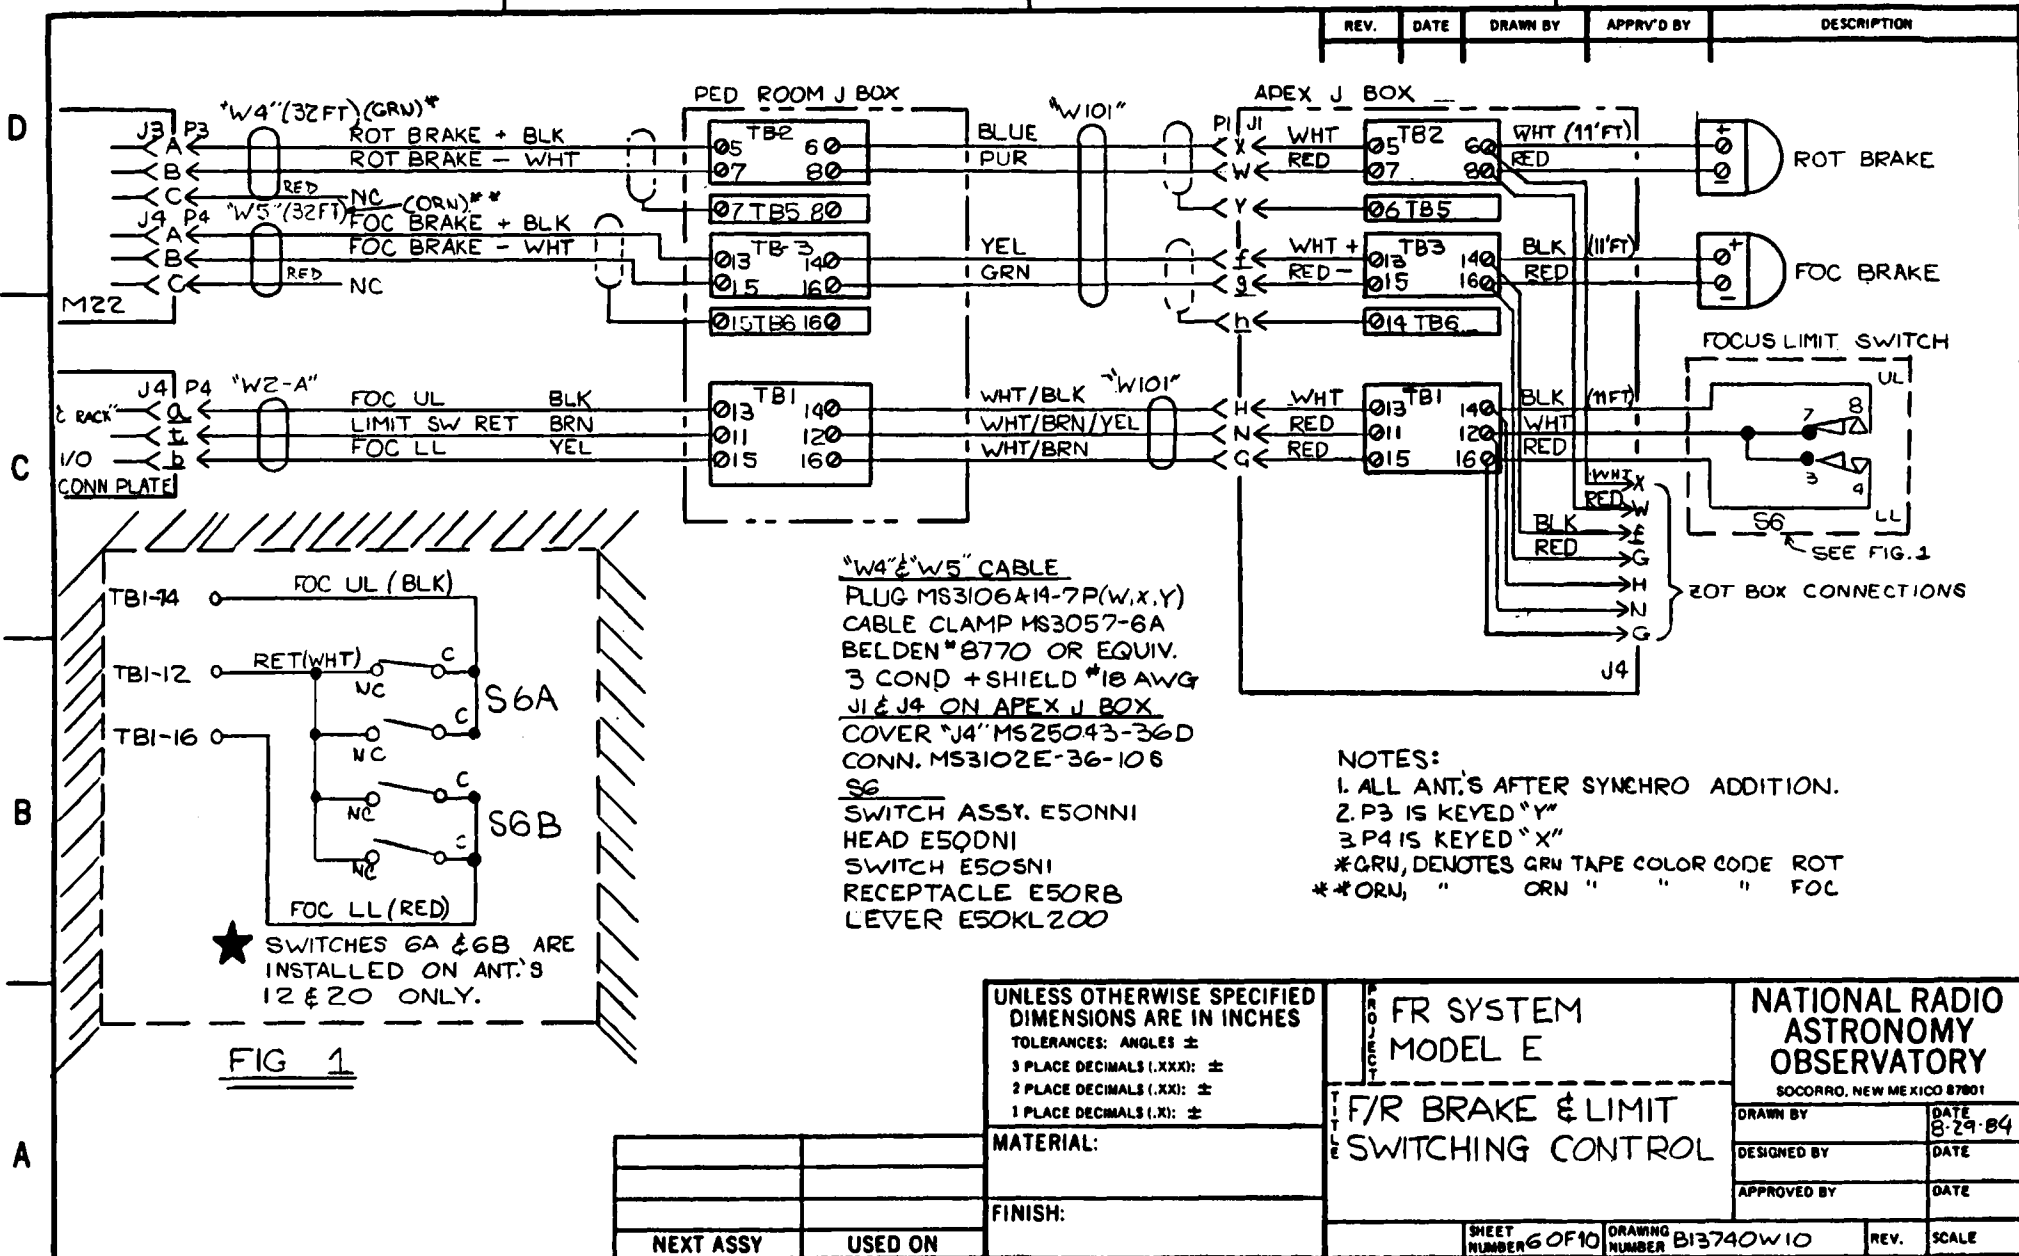 REV. DATE DRAWN BY APPRV'D BY DESCRIPTION
D
C
B
A
"W4"(32FT)(GRN)*
J3 P3
A ROT BRAKE + BLK
B ROT BRAKE - WHT
C RED NC
"W5"(32FT) (ORN)**
J4 P4
A FOC BRAKE + BLK
B FOC BRAKE - WHT
C RED NC
M22
J4 P4 "W2-A"
a FOC UL BLK
t LIMIT SW RET BRN
b FOC LL YEL
RACK
I/O
CONN PLATE
PED ROOM J BOX
TB2
5 6
7 8
7 TB5 8
TB-3
13 14
15 16
15 TB6 16
TB1
13 14
11 12
15 16
"W101"
BLUE
PUR
YEL
GRN
"W101"
WHT/BLK
WHT/BRN/YEL
WHT/BRN
APEX J BOX
P1 J1
X WHT
W RED
Y
f WHT +
g RED -
h
H WHT
N RED
G RED
5 TB2 6
7 8
6 TB5
13 TB3 14
15 16
14 TB6
13 TB1 14
11 12
15 16
WHT (11'FT)
RED
BLK (11'FT)
RED
BLK (11FT)
WHT
RED
WHT X
RED W
BLK f
RED G
H
N
G
J4
ZOT BOX CONNECTIONS
+
-
ROT BRAKE
+
-
FOC BRAKE
FOCUS LIMIT SWITCH
UL
7 8
3 4
S6 LL
SEE FIG. 1
TB1-14 FOC UL (BLK)
TB1-12 RET(WHT) C
NC
S6A
TB1-16 C
NC
C
NC
S6B
C
NC
FOC LL (RED)
★ SWITCHES 6A & 6B ARE
INSTALLED ON ANT.'S
12 & 20 ONLY.
FIG 1
"W4" & "W5" CABLE
PLUG MS3106A14-7P(W,X,Y)
CABLE CLAMP MS3057-6A
BELDEN #8770 OR EQUIV.
3 COND + SHIELD #18 AWG
J1 & J4 ON APEX J BOX
COVER "J4" MS25043-36D
CONN. MS3102E-36-10S
S6
SWITCH ASSY. E50NN1
HEAD E50DN1
SWITCH E50SN1
RECEPTACLE E50RB
LEVER E50KL200
NOTES:
1. ALL ANT.'S AFTER SYNCHRO ADDITION.
2. P3 IS KEYED "Y"
3 P4 IS KEYED "X"
*GRN, DENOTES GRN TAPE COLOR CODE ROT
**ORN, " ORN " " " FOC
UNLESS OTHERWISE SPECIFIED
DIMENSIONS ARE IN INCHES
TOLERANCES: ANGLES ±
3 PLACE DECIMALS (.XXX): ±
2 PLACE DECIMALS (.XX): ±
1 PLACE DECIMALS (.X): ±
MATERIAL:
FINISH:
NEXT ASSY USED ON
PROJECT
FR SYSTEM
MODEL E
TITLE
F/R BRAKE & LIMIT
SWITCHING CONTROL
NATIONAL RADIO
ASTRONOMY
OBSERVATORY
SOCORRO, NEW MEXICO 87801
DRAWN BY DATE 8-29-84
DESIGNED BY DATE
APPROVED BY DATE
SHEET NUMBER 6 OF 10 DRAWING NUMBER B13740W10 REV. SCALE